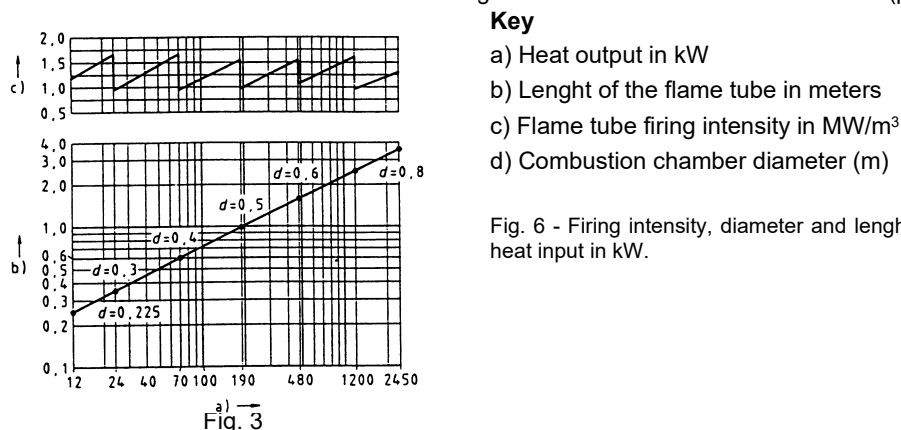 2,0
1,5
c)
1,0
0,5
4,0
3,0
2,0
d=0,6
d=0,8
d=0,5
1,0
d=0,4
b)
0,6
0,5
0,4
d=0,3
0,3
d=0,225
0,2
0,1
12 24 40 70 100 190 480 1200 2450
a)
Fig. 3
Key
a) Heat output in kW
b) Lenght of the flame tube in meters
c) Flame tube firing intensity in MW/m³
d) Combustion chamber diameter (m)
Fig. 6 - Firing intensity, diameter and
heat input in kW.